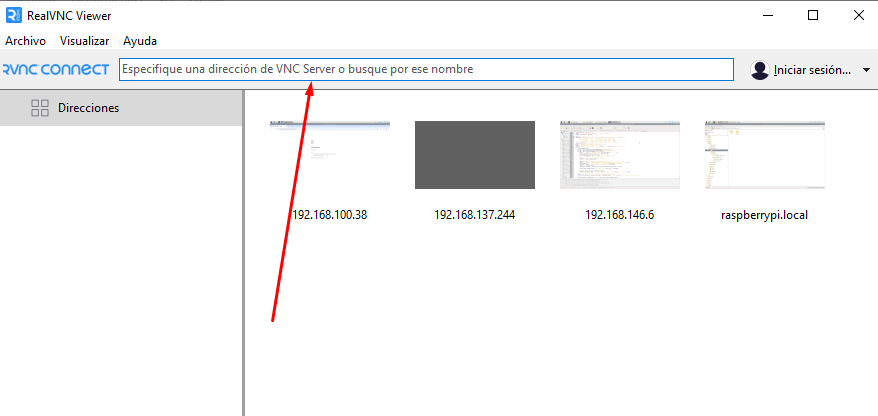 RealVNC Viewer
Archivo Visualizar Ayuda
RVNC CONNECT
Especifique una dirección de VNC Server o busque por ese nombre
Iniciar sesión...
Direcciones
192.168.100.38
192.168.137.244
192.168.146.6
raspberrypi.local